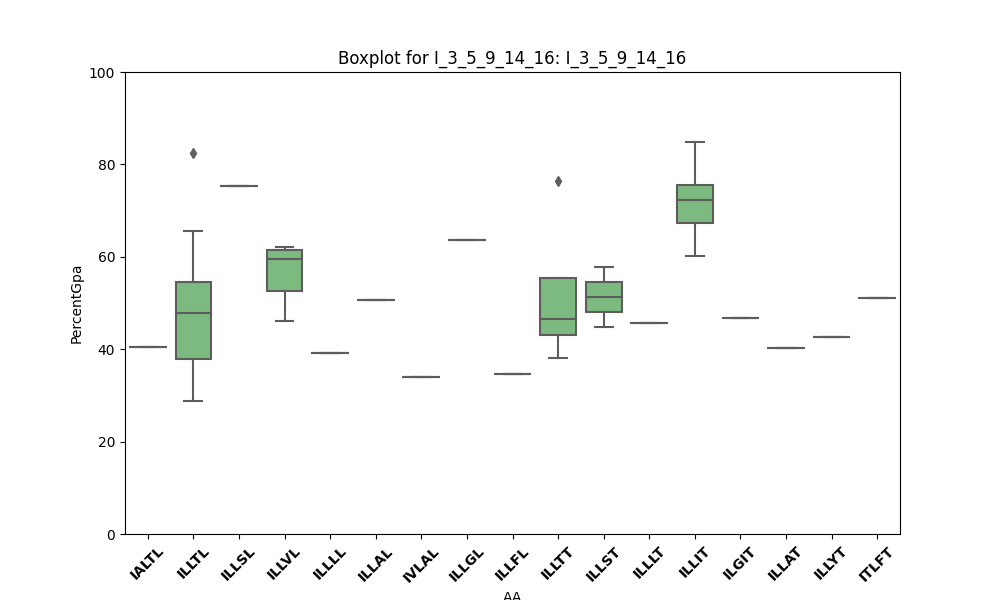 Boxplot for I_3_5_9_14_16: I_3_5_9_14_16
100
80
60
40
20
0
PercentGpa
IALTL
ILLTL
ILLSL
ILLVL
ILLLL
ILLAL
IVLAL
ILLGL
ILLFL
ILLTT
ILLST
ILLLT
ILLIT
ILGIT
ILLAT
ILLYT
ITLFT
AA